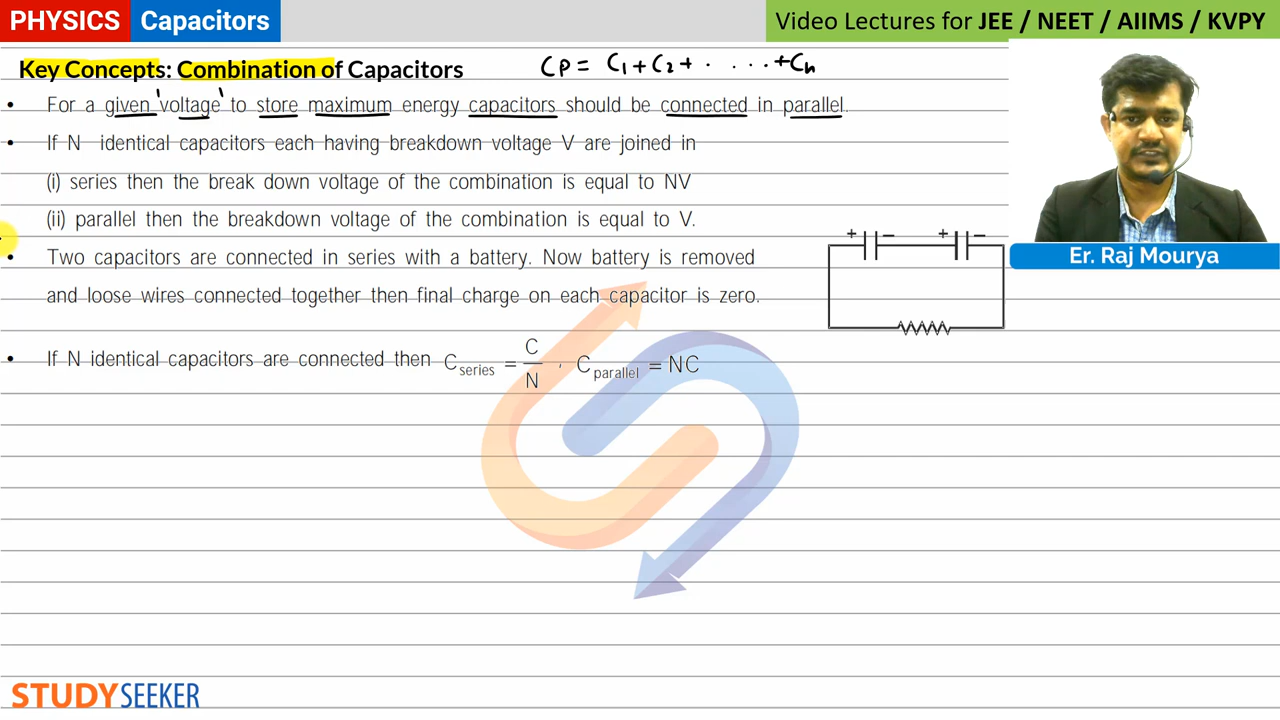 PHYSICS Capacitors
Video Lectures for JEE / NEET / AIIMS / KVPY
Key Concepts: Combination of Capacitors
CP = C1 + C2 + . . . . + Cn
• For a given 'voltage' to store maximum energy capacitors should be connected in parallel.
• If N identical capacitors each having breakdown voltage V are joined in
(i) series then the break down voltage of the combination is equal to NV
(ii) parallel then the breakdown voltage of the combination is equal to V.
• Two capacitors are connected in series with a battery. Now battery is removed
and loose wires connected together then final charge on each capacitor is zero.
+ − + −
Er. Raj Mourya
• If N identical capacitors are connected then C series = C/N , C parallel = NC
STUDYSEEKER